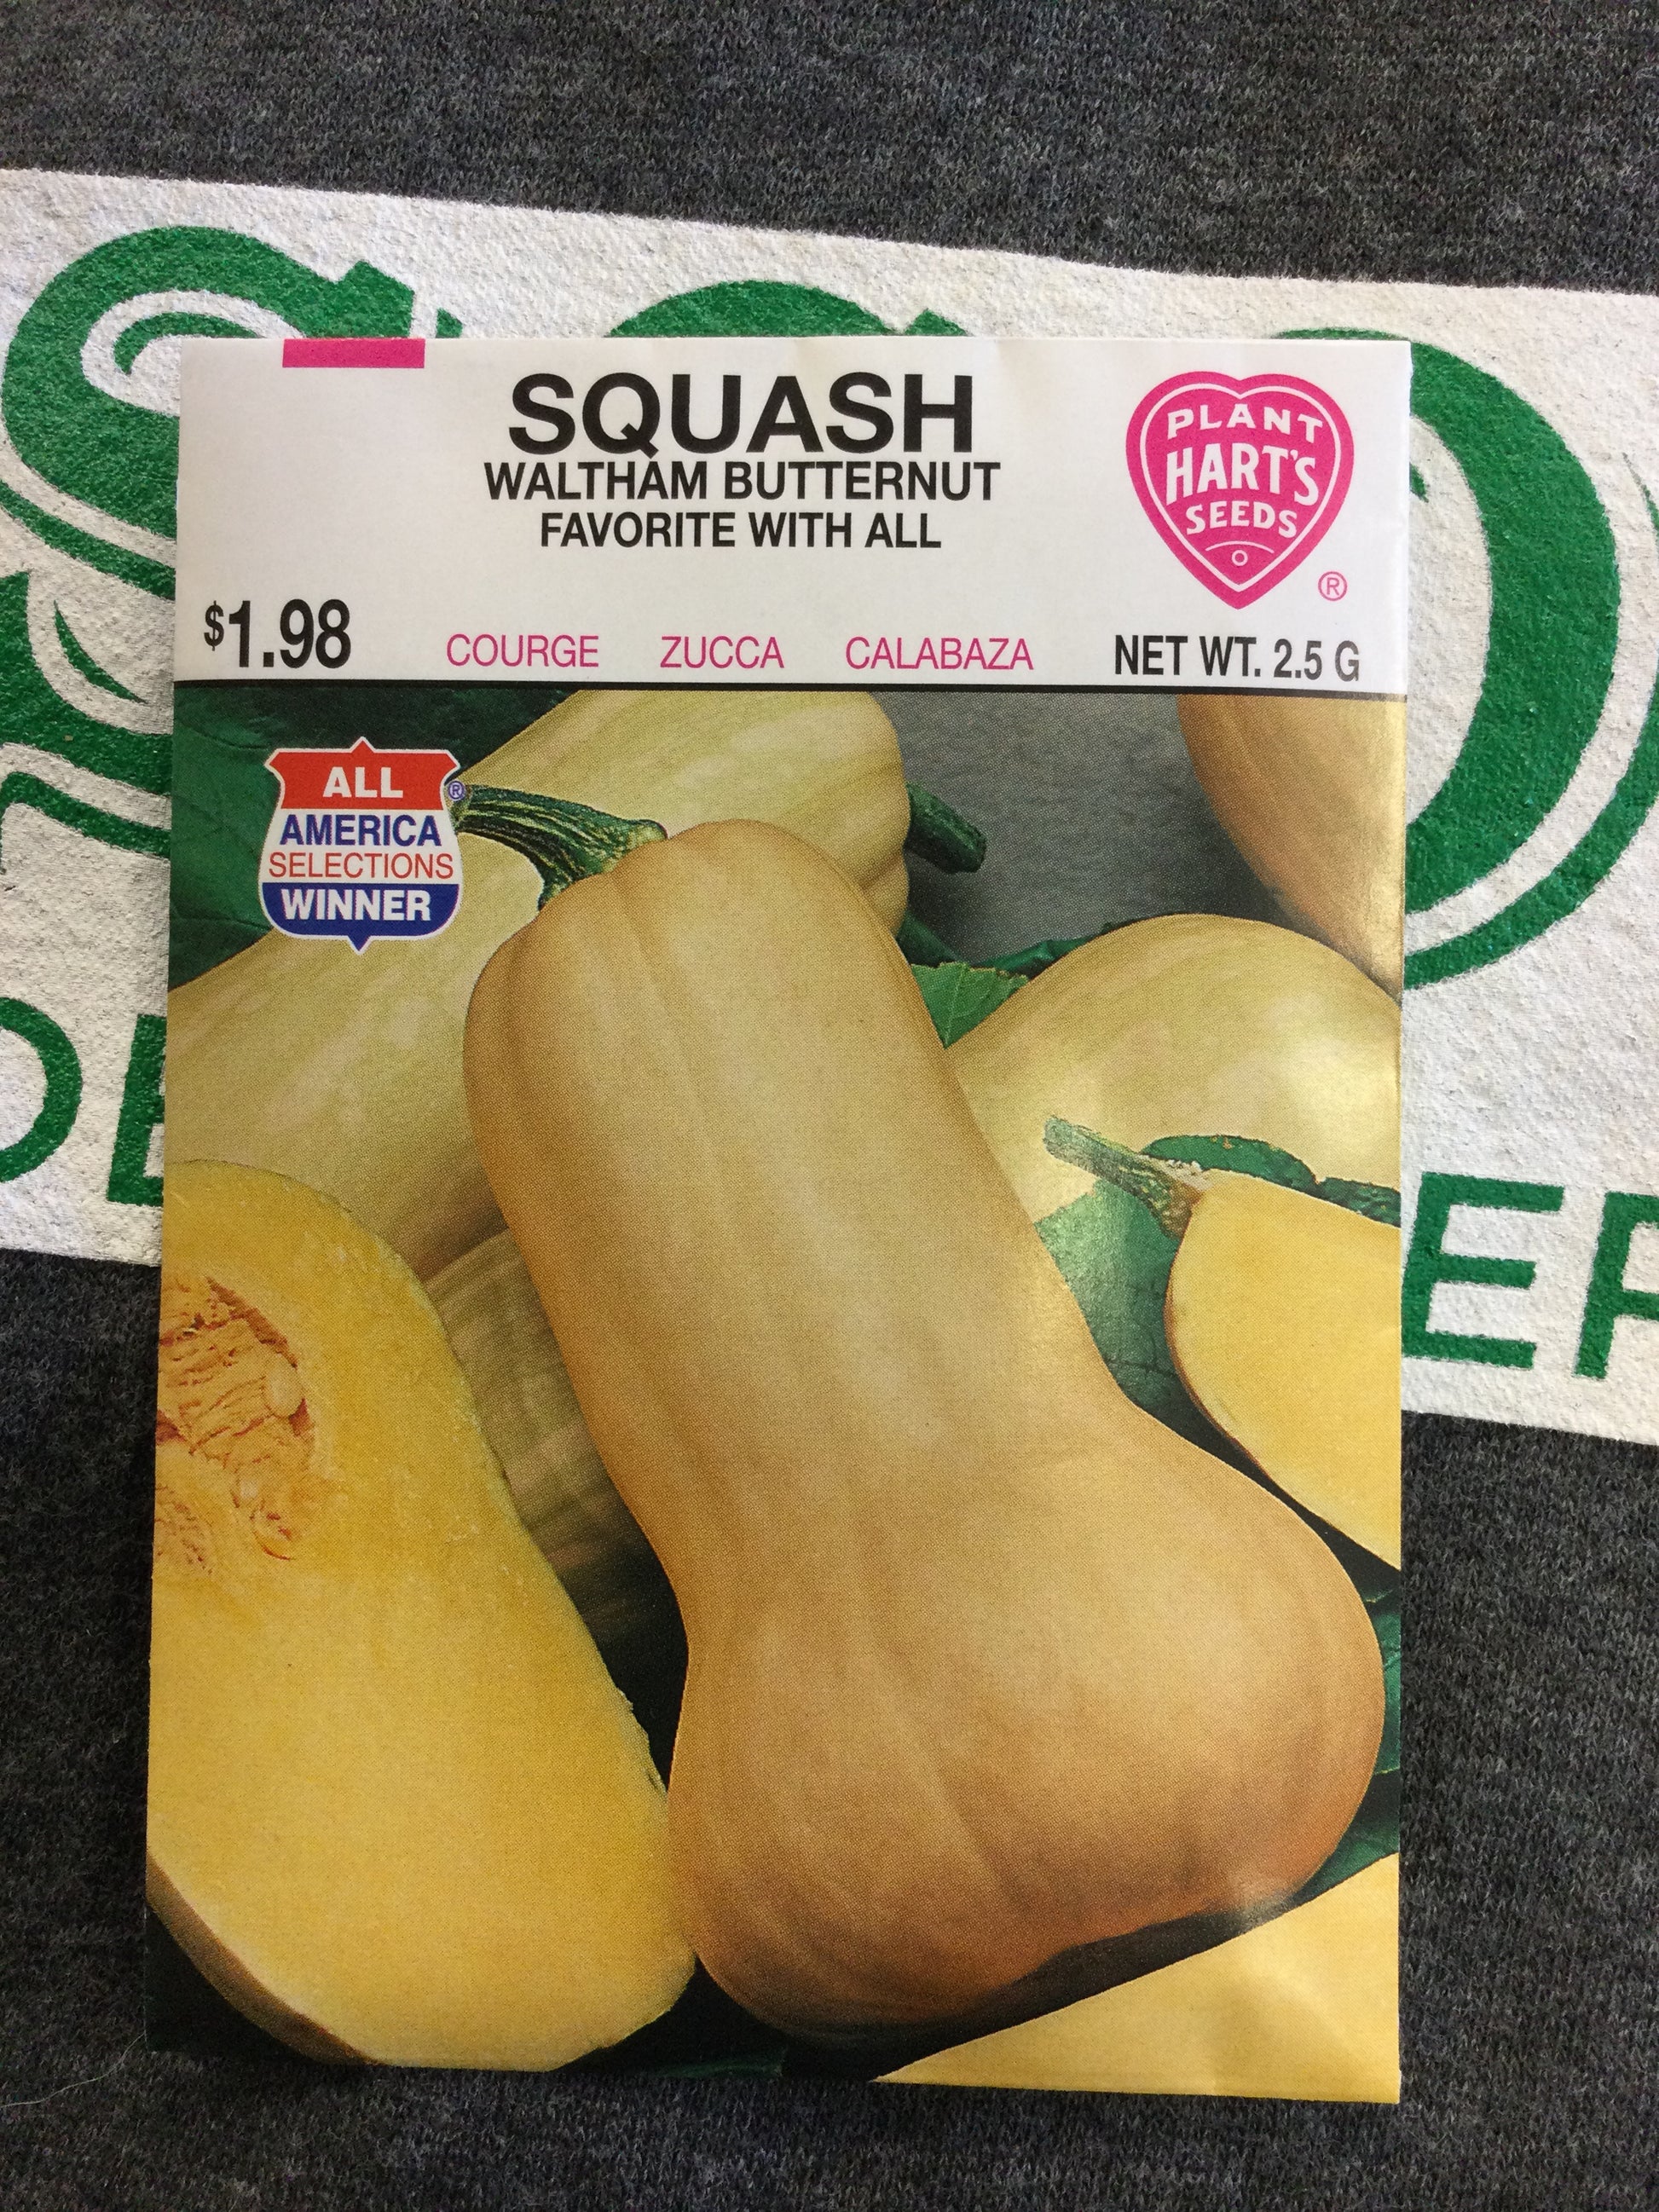 SQUASH
WALTHAM BUTTERNUT
FAVORITE WITH ALL
PLANT
HART'S
SEEDS
®
$1.98
COURGE ZUCCA CALABAZA
NET WT. 2.5 G
ALL
AMERICA
SELECTIONS
WINNER
®